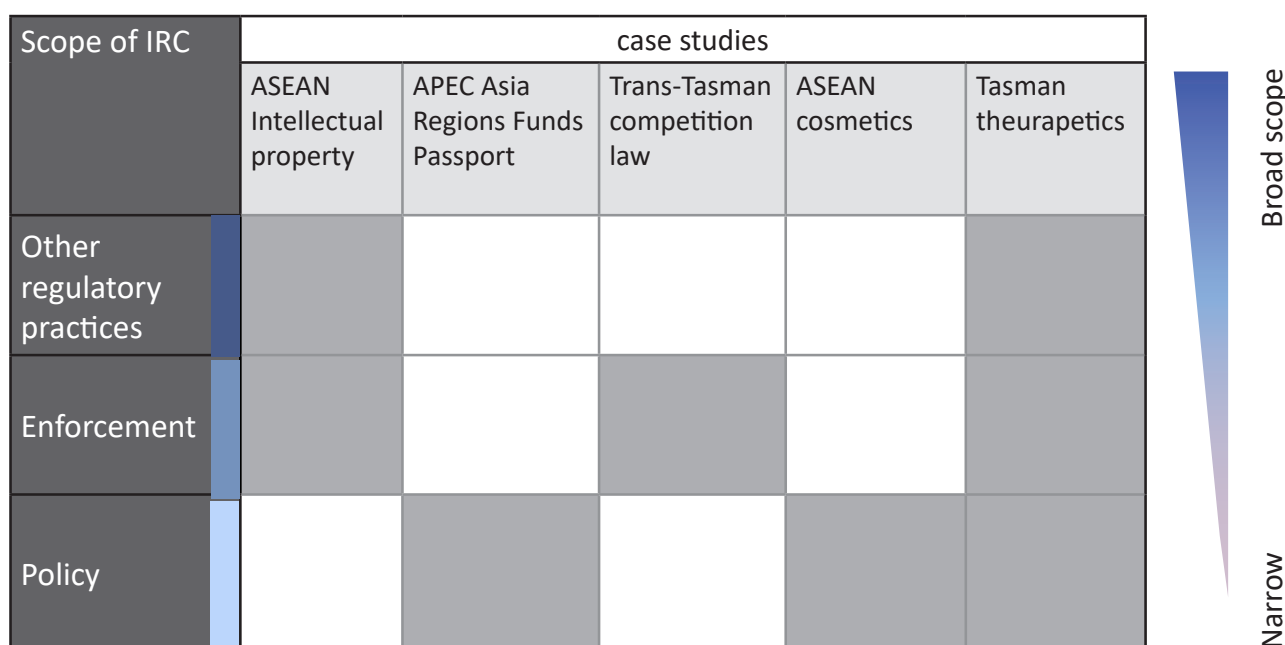 Scope of IRC
case studies
ASEAN
Intellectual
property
APEC Asia
Regions Funds
Passport
Trans-Tasman
competition
law
ASEAN
cosmetics
Tasman
theurapetics
Other
regulatory
practices
Enforcement
Policy
Broad scope
Narrow